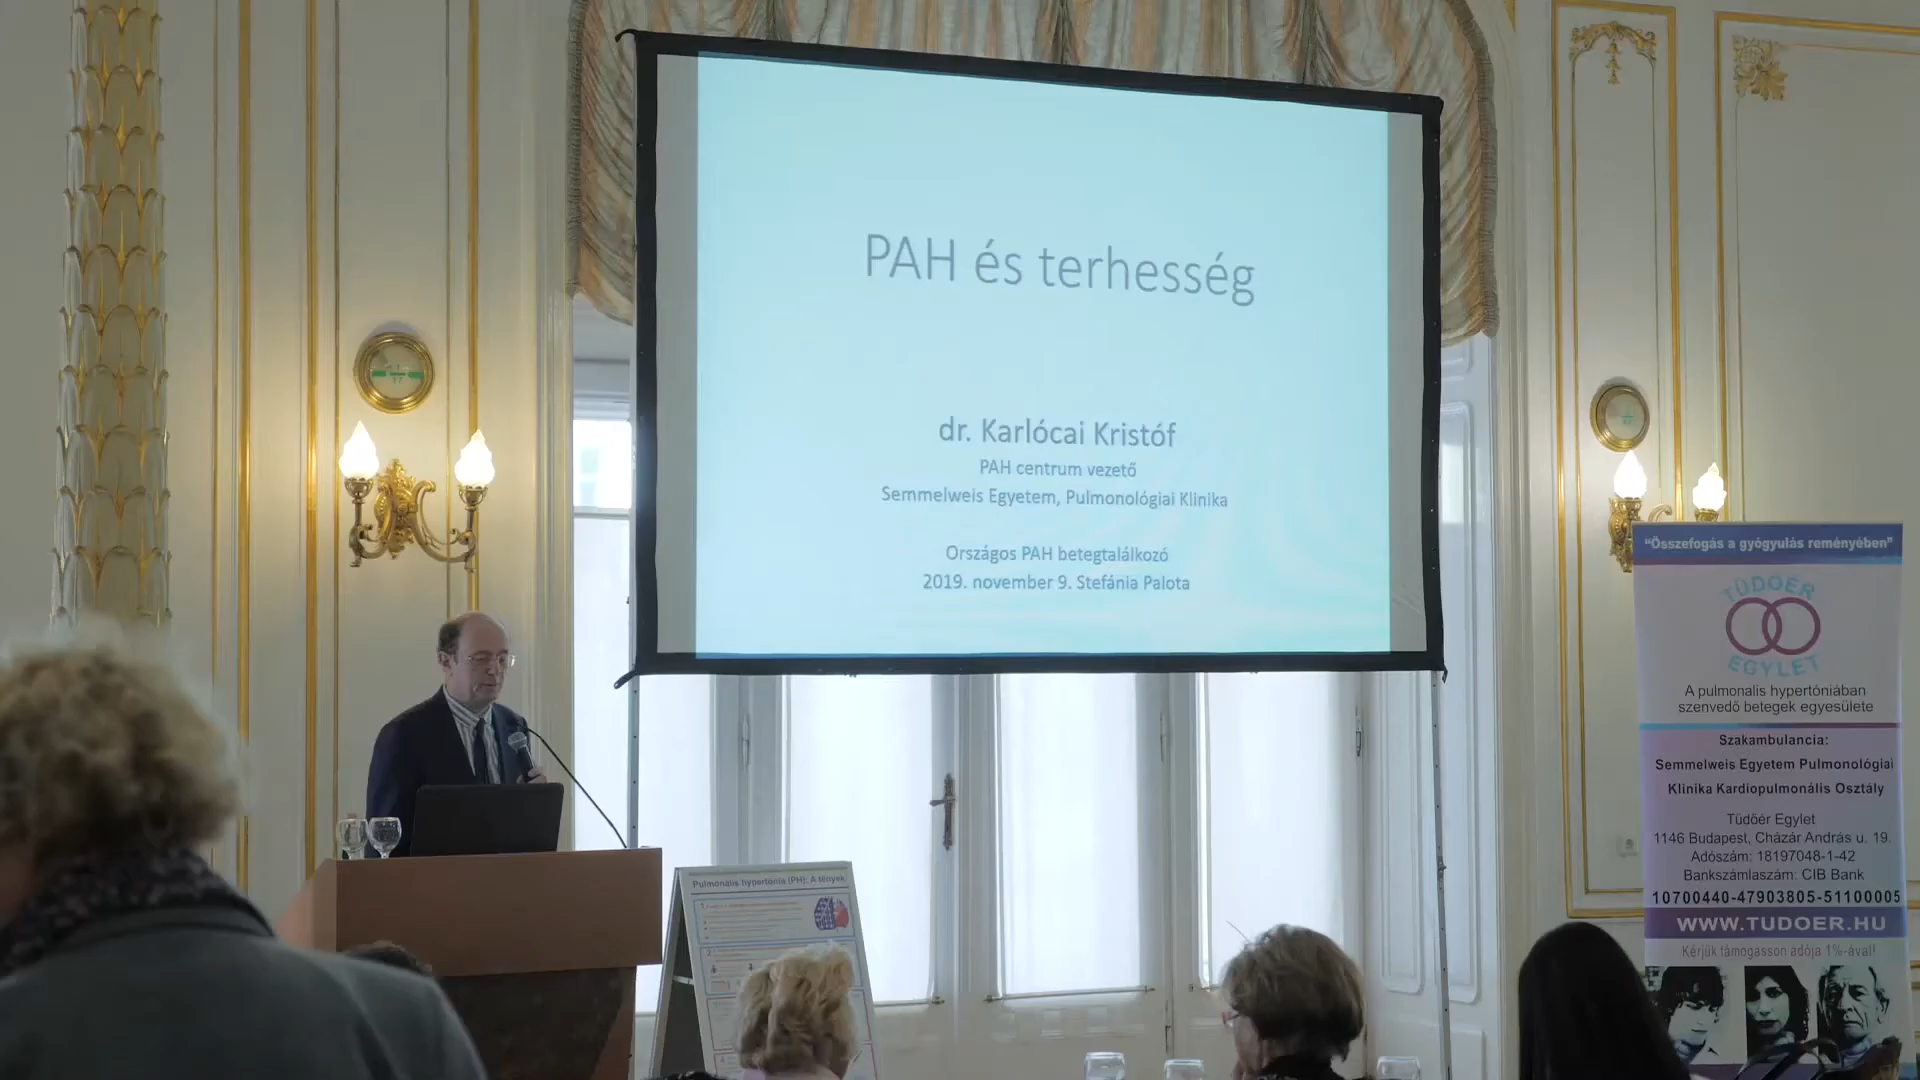 PAH és terhesség
dr. Karlócai Kristóf
PAH centrum vezető
Semmelweis Egyetem, Pulmonológiai Klinika
Országos PAH betegtalálkozó
2019. november 9. Stefánia Palota
"Összefogás a gyógyulás reményében"
TÜDŐÉR
EGYLET
A pulmonalis hypertóniában
szenvedő betegek egyesülete
Szakambulancia:
Semmelweis Egyetem Pulmonológiai
Klinika Kardiopulmonális Osztály
Tüdőér Egylet
1146 Budapest, Cházár András u. 19.
Adószám: 18197048-1-42
Bankszámlaszám: CIB Bank
10700440-47903805-51100005
WWW.TUDOER.HU
Kérjük támogasson adója 1%-ával!
Pulmonális hypertónia (PH): A tények